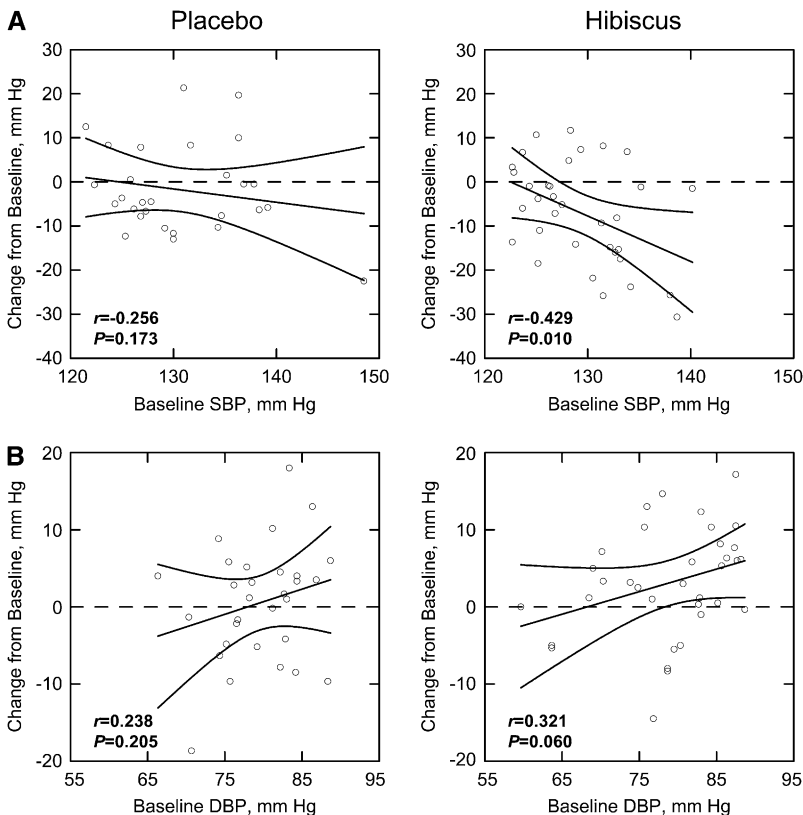 A
Placebo
Hibiscus
Change from Baseline, mm Hg
30
20
10
0
-10
-20
-30
-40
r=-0.256
P=0.173
120
130
140
150
Baseline SBP, mm Hg
Change from Baseline, mm Hg
30
20
10
0
-10
-20
-30
-40
r=-0.429
P=0.010
120
130
140
150
Baseline SBP, mm Hg
B
Change from Baseline, mm Hg
20
10
0
-10
-20
r=0.238
P=0.205
55
65
75
85
95
Baseline DBP, mm Hg
Change from Baseline, mm Hg
20
10
0
-10
-20
r=0.321
P=0.060
55
65
75
85
95
Baseline DBP, mm Hg